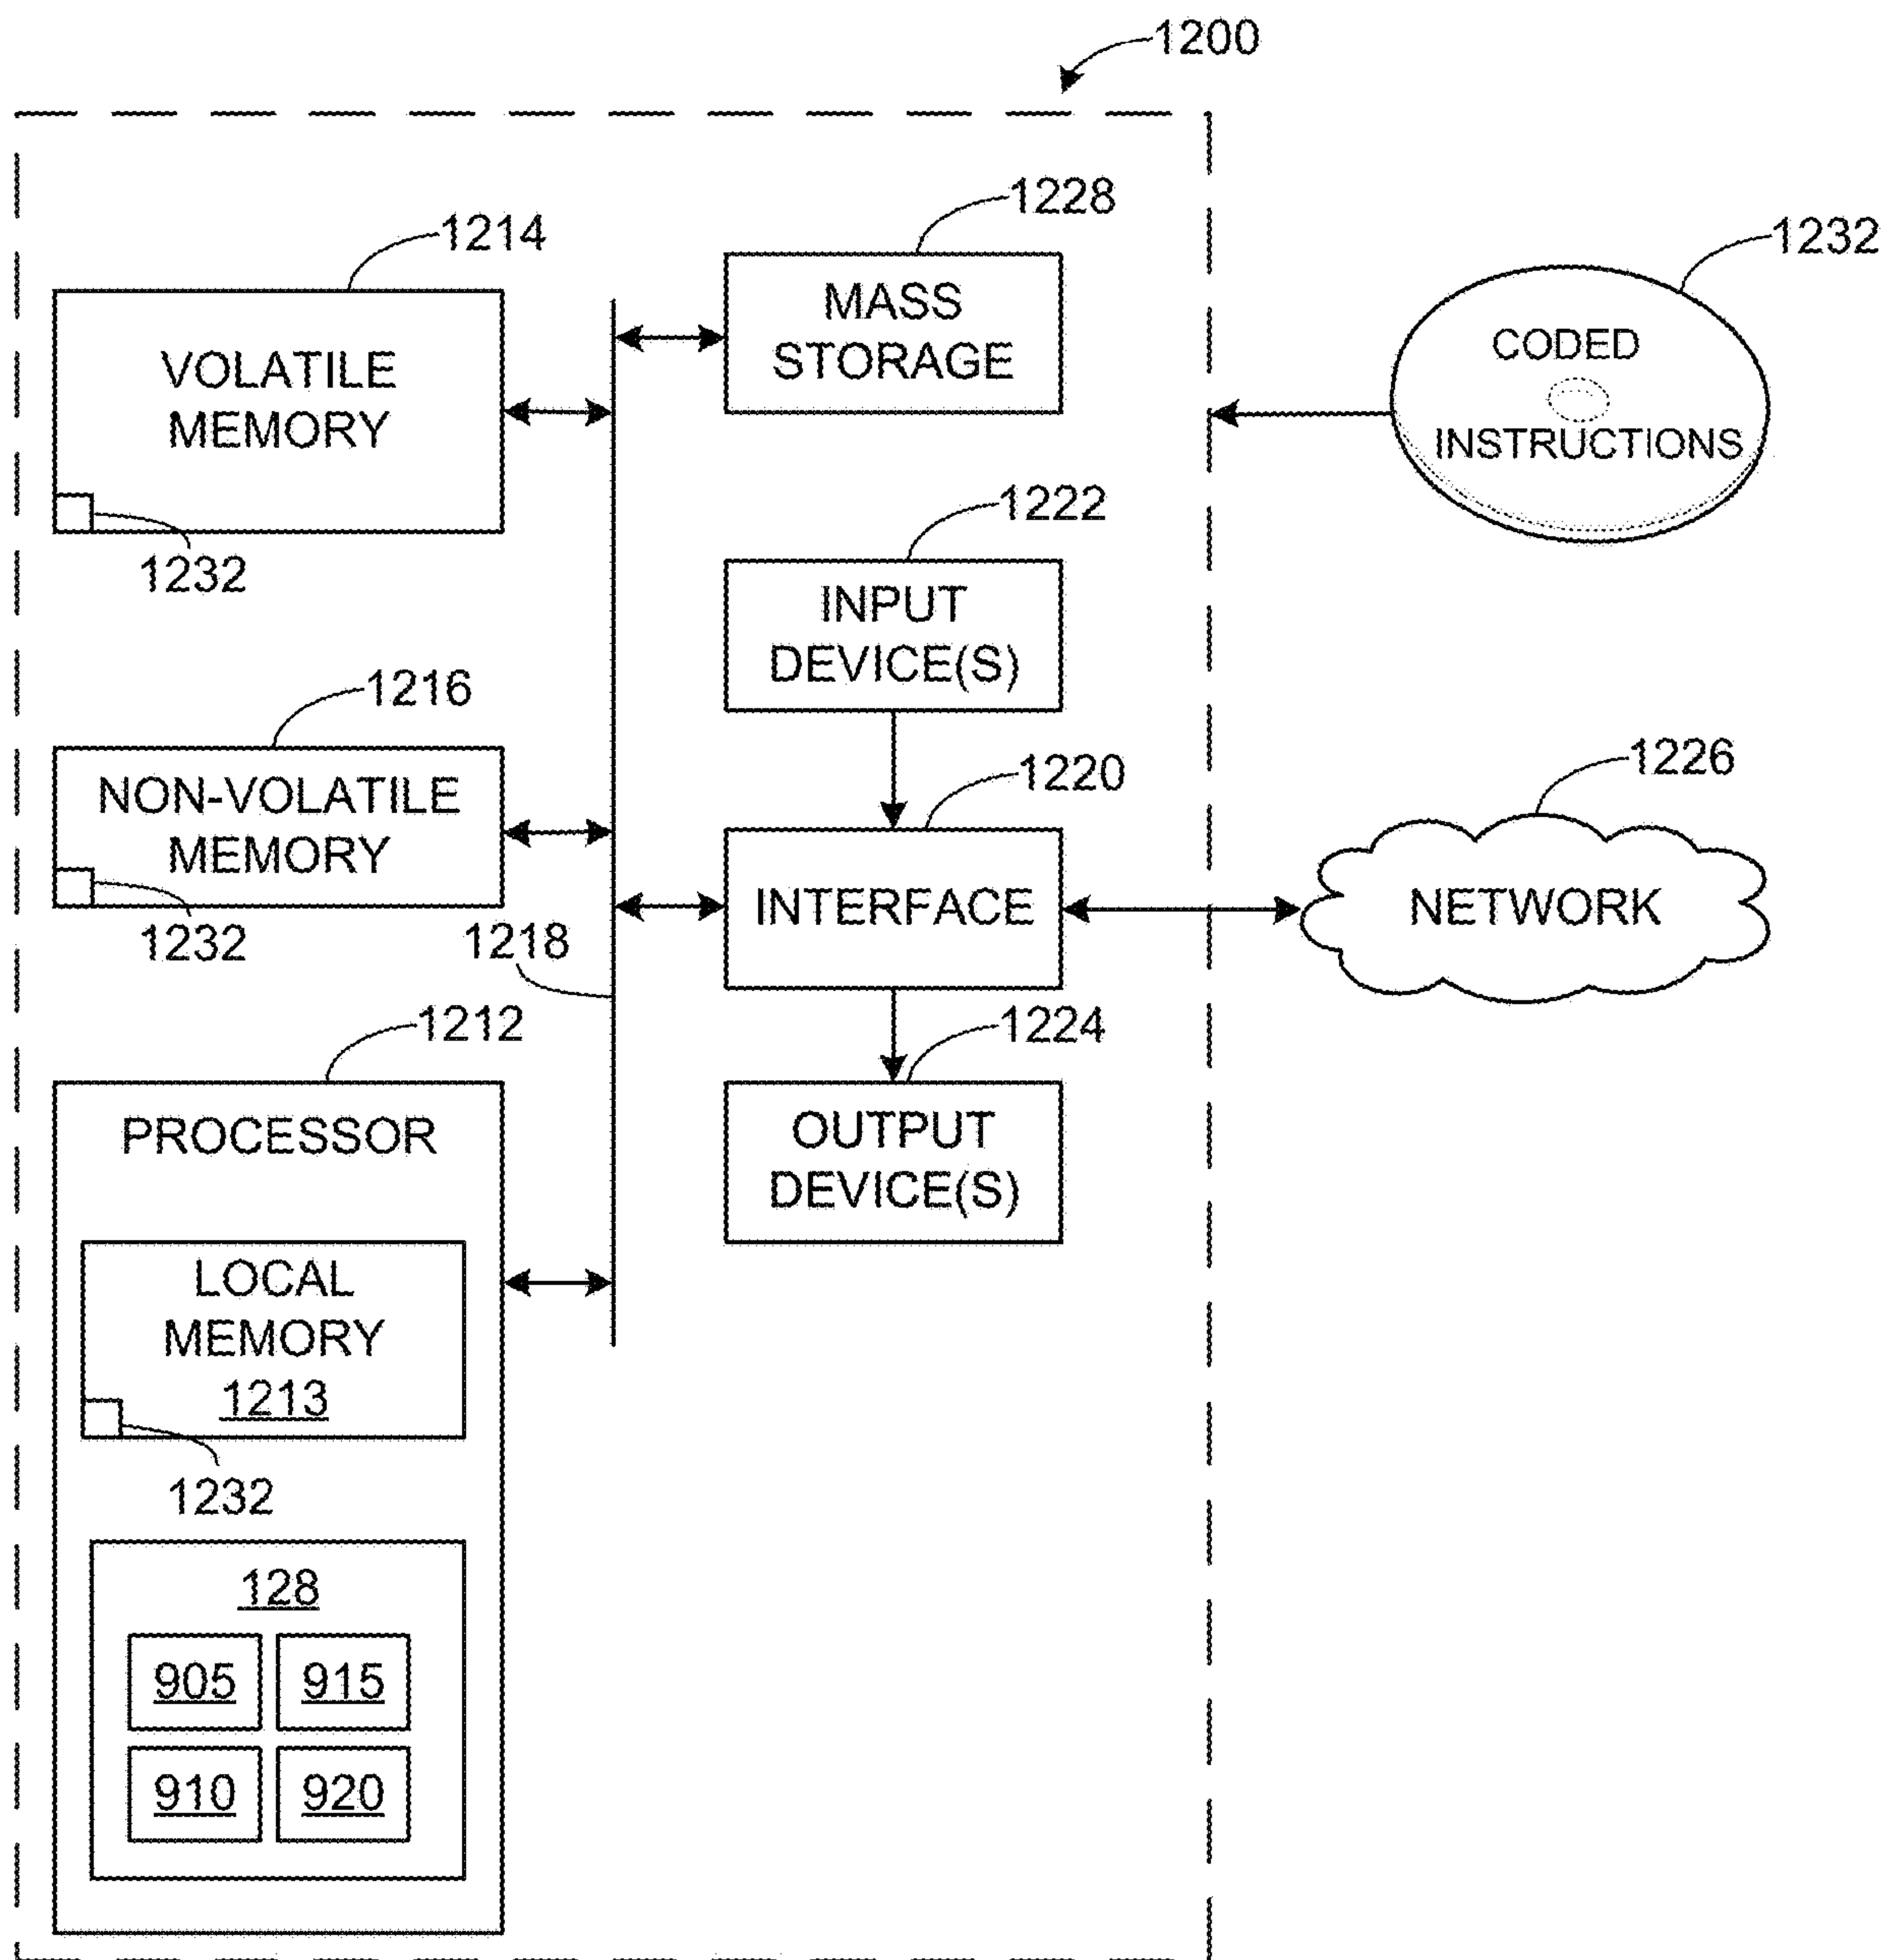 1200
1228
1214
1232
MASS
STORAGE
VOLATILE
MEMORY
CODED
INSTRUCTIONS
1232
1222
INPUT
DEVICE(S)
1216
NON-VOLATILE
MEMORY
1232
1218
1220
INTERFACE
1226
NETWORK
1212
1224
PROCESSOR
OUTPUT
DEVICE(S)
LOCAL
MEMORY
1213
1232
128
905
915
910
920